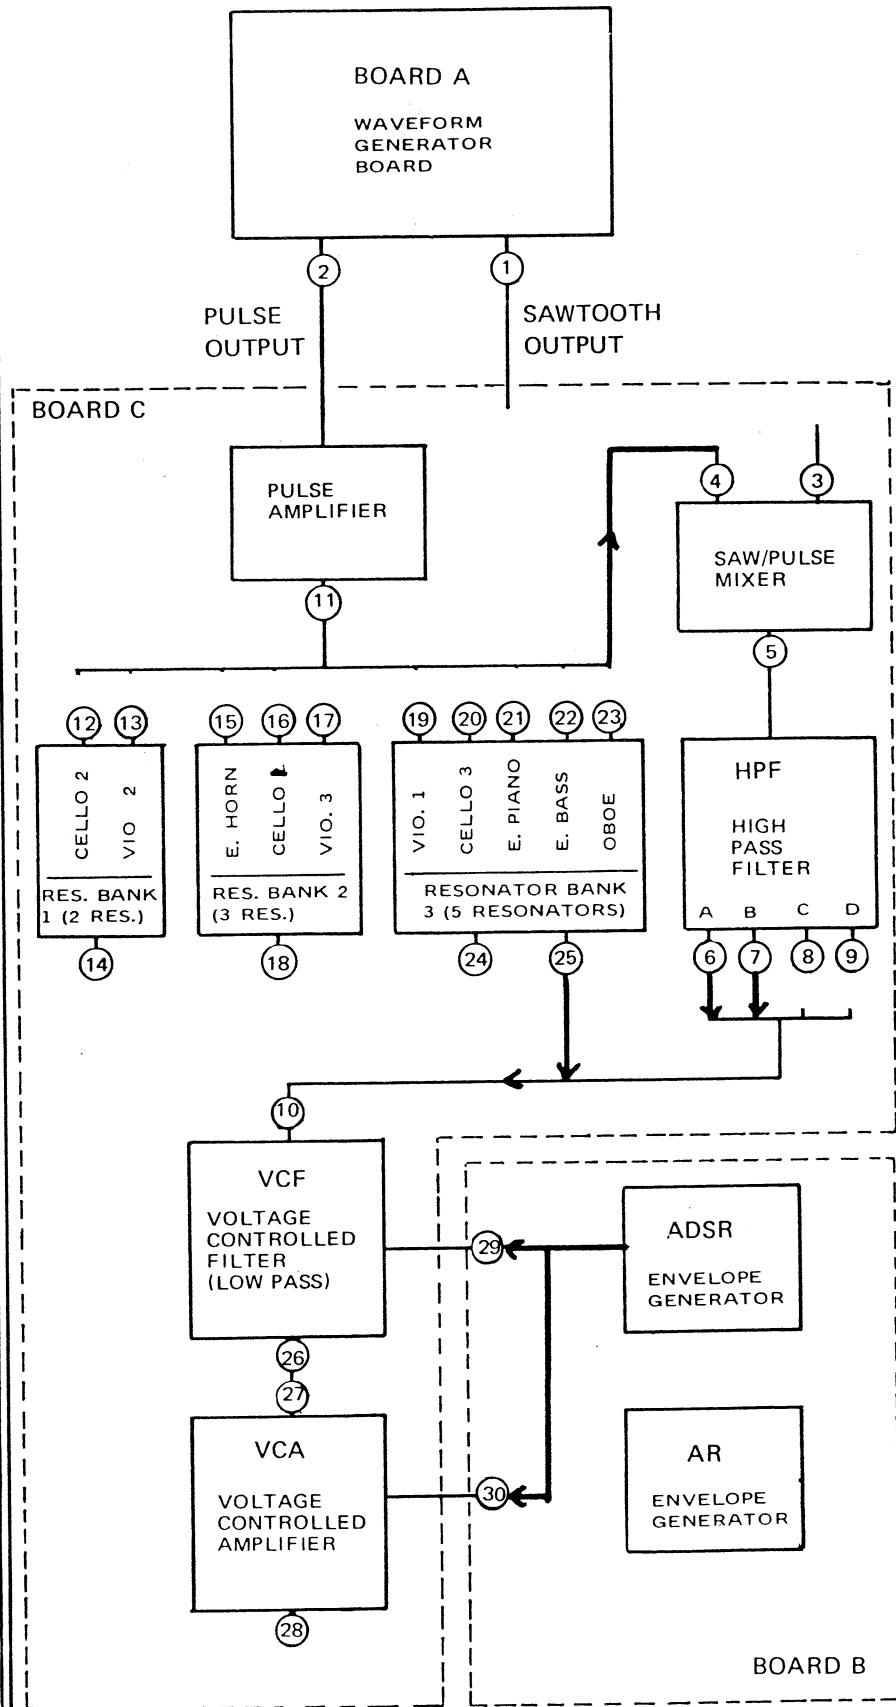 BOARD A
WAVEFORM
GENERATOR
BOARD
2
1
PULSE
OUTPUT
SAWTOOTH
OUTPUT
BOARD C
PULSE
AMPLIFIER
4
3
SAW/PULSE
MIXER
11
5
12
13
15
16
17
19
20
21
22
23
CELLO 2
VIO 2
E. HORN
CELLO 1
VIO. 3
VIO. 1
CELLO 3
E. PIANO
E. BASS
OBOE
RES. BANK
1 (2 RES.)
RES. BANK 2
(3 RES.)
RESONATOR BANK
3 (5 RESONATORS)
HPF
HIGH
PASS
FILTER
A B C D
14
18
24
25
6
7
8
9
10
VCF
VOLTAGE
CONTROLLED
FILTER
(LOW PASS)
29
ADSR
ENVELOPE
GENERATOR
26
27
VCA
VOLTAGE
CONTROLLED
AMPLIFIER
30
AR
ENVELOPE
GENERATOR
28
BOARD B